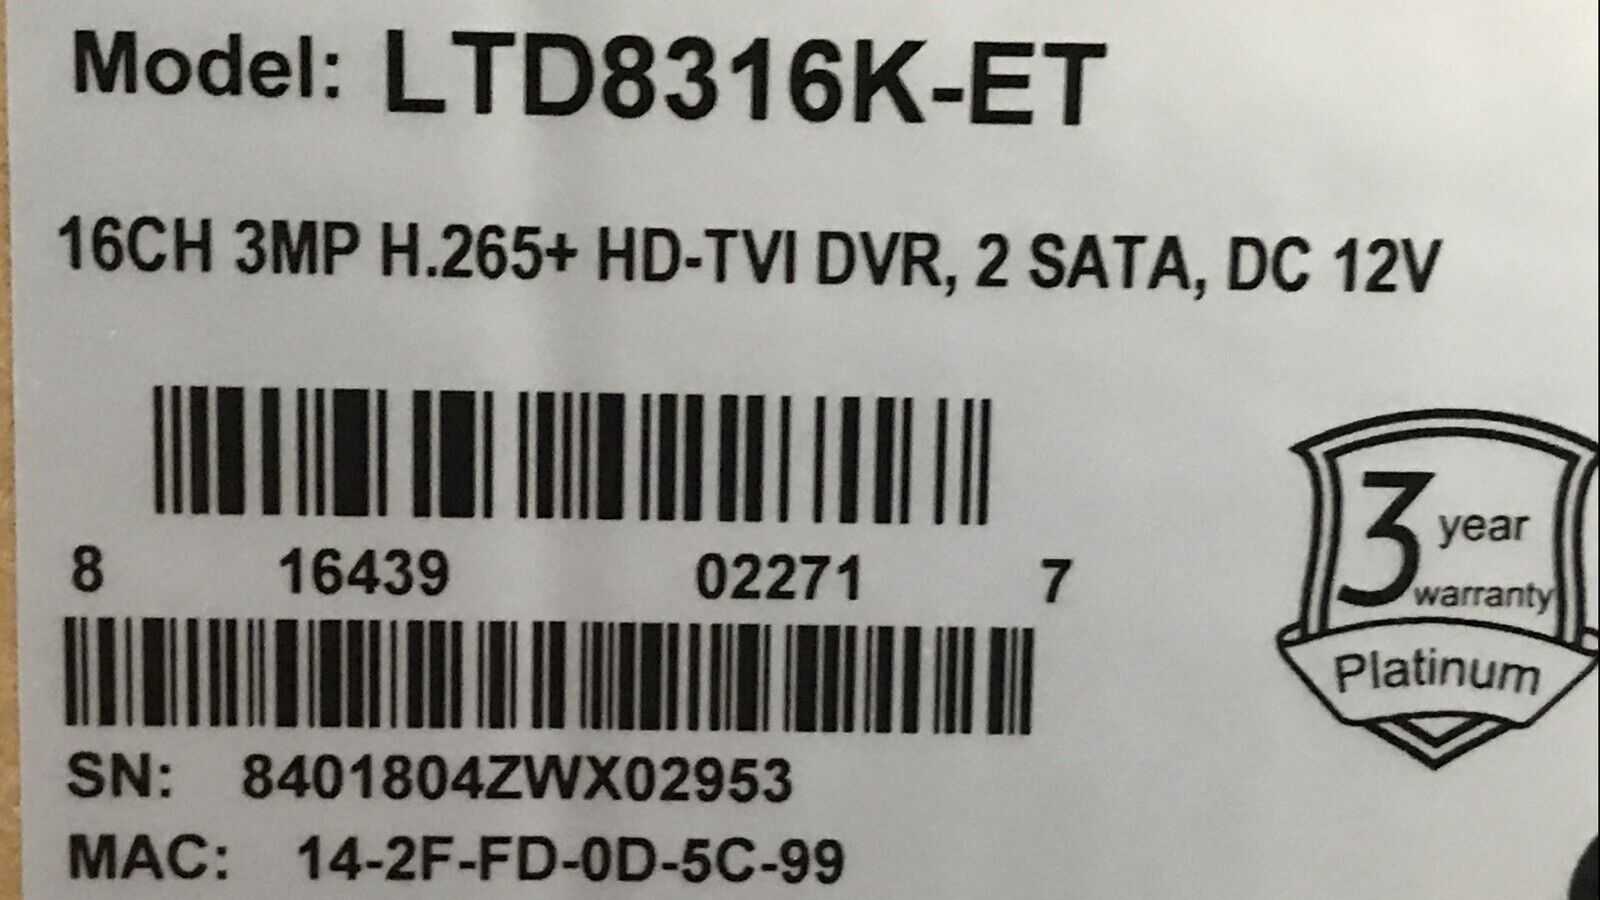 Model: LTD8316K-ET
16CH 3MP H.265+ HD-TVI DVR, 2 SATA, DC 12V
8 16439 02271 7
SN: 8401804ZWX02953
MAC: 14-2F-FD-0D-5C-99
3 year
warranty
Platinum